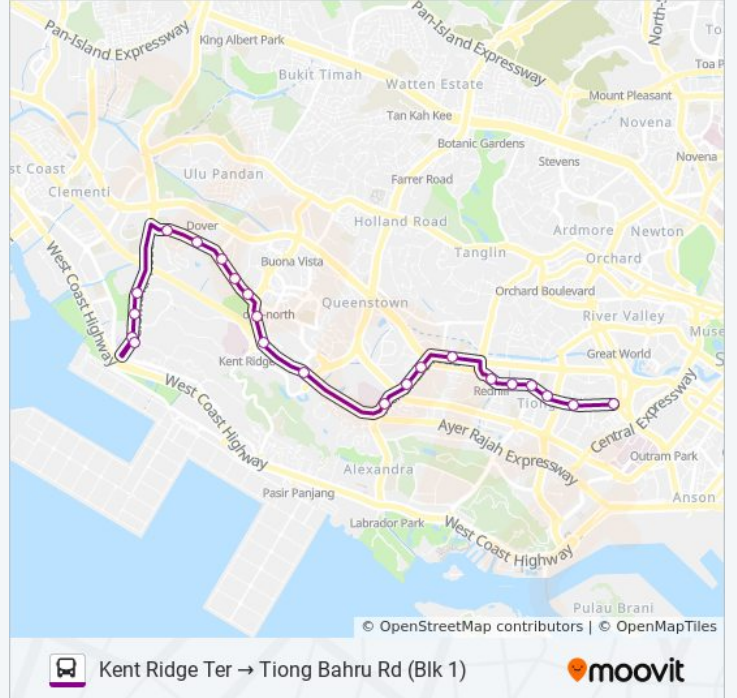 Pan-Island Expressway
King Albert Park
Pan-Island Expressway
Bukit Timah
Watten Estate
Mount Pleasant
Tan Kah Kee
Novena
Botanic Gardens
st Coast
Clementi
Ulu Pandan
Stevens
Novena
Farrer Road
Holland Road
Dover
Ardmore
Newton
Tanglin
Buona Vista
Orchard
West Coast Highway
Orchard Boulevard
Queenstown
River Valley
Great World
Kent Ridge
Redhill
Tiong
West Coast Highway
Central Expressway
Ayer Rajah Expressway
Outram Park
Alexandra
Anson
Pasir Panjang
Labrador Park
West Coast Highway
Pulau Brani
© OpenStreetMap contributors | © OpenMapTiles
Kent Ridge Ter → Tiong Bahru Rd (Blk 1)
moovit